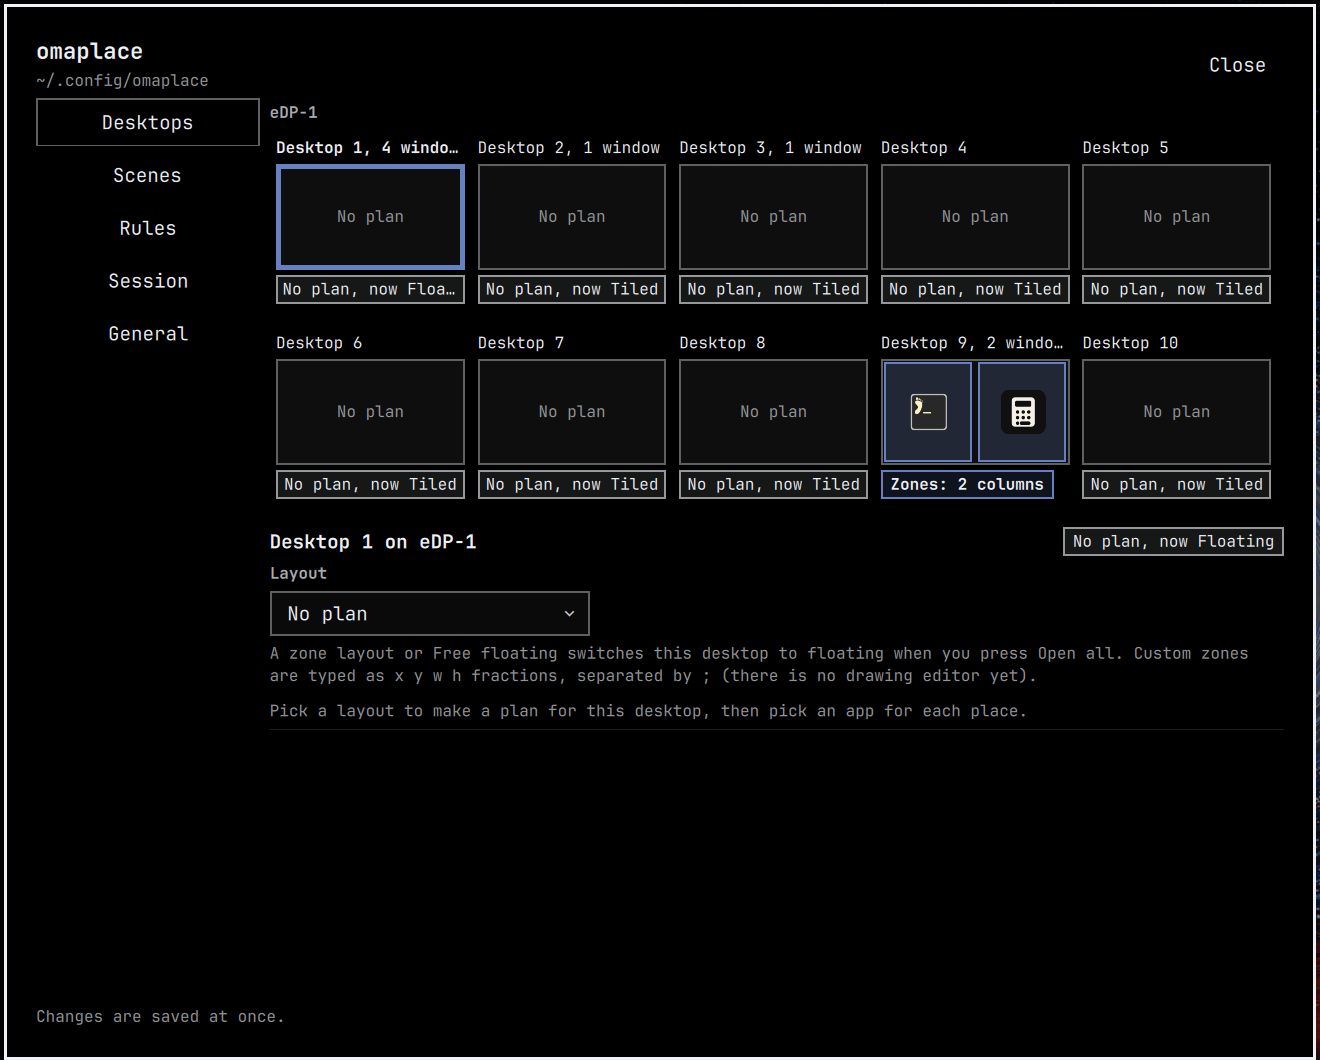 omaplace
~/.config/omaplace
Close
Desktops
Scenes
Rules
Session
General
eDP-1
Desktop 1, 4 windo…
Desktop 2, 1 window
Desktop 3, 1 window
Desktop 4
Desktop 5
No plan
No plan
No plan
No plan
No plan
No plan, now Floa…
No plan, now Tiled
No plan, now Tiled
No plan, now Tiled
No plan, now Tiled
Desktop 6
Desktop 7
Desktop 8
Desktop 9, 2 windo…
Desktop 10
No plan
No plan
No plan
No plan
No plan, now Tiled
No plan, now Tiled
No plan, now Tiled
Zones: 2 columns
No plan, now Tiled
Desktop 1 on eDP-1
No plan, now Floating
Layout
No plan
A zone layout or Free floating switches this desktop to floating when you press Open all. Custom zones
are typed as x y w h fractions, separated by ; (there is no drawing editor yet).
Pick a layout to make a plan for this desktop, then pick an app for each place.
Changes are saved at once.